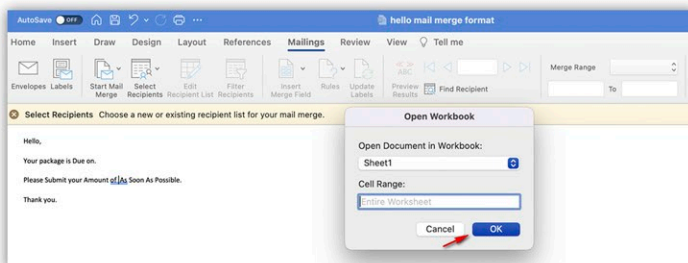 AutoSave OFF
hello mail merge format
Home Insert Draw Design Layout References Mailings Review View Tell me
Envelopes Labels Start Mail Merge Select Recipients Edit Recipient List Filter Recipients Insert Merge Field Rules Update Labels ABC Preview Results Find Recipient Merge Range To
Select Recipients Choose a new or existing recipient list for your mail merge.
Hello,
Your package is Due on.
Please Submit your Amount of As Soon As Possible.
Thank you.
Open Workbook
Open Document in Workbook:
Sheet1
Cell Range:
Entire Worksheet
Cancel OK